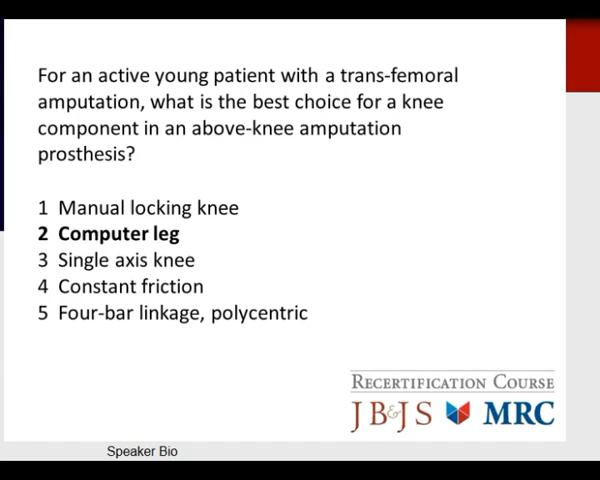 For an active young patient with a trans-femoral
amputation, what is the best choice for a knee
component in an above-knee amputation
prosthesis?
1 Manual locking knee
2 Computer leg
3 Single axis knee
4 Constant friction
5 Four-bar linkage, polycentric
RECERTIFICATION COURSE
JB&JS MRC
Speaker Bio